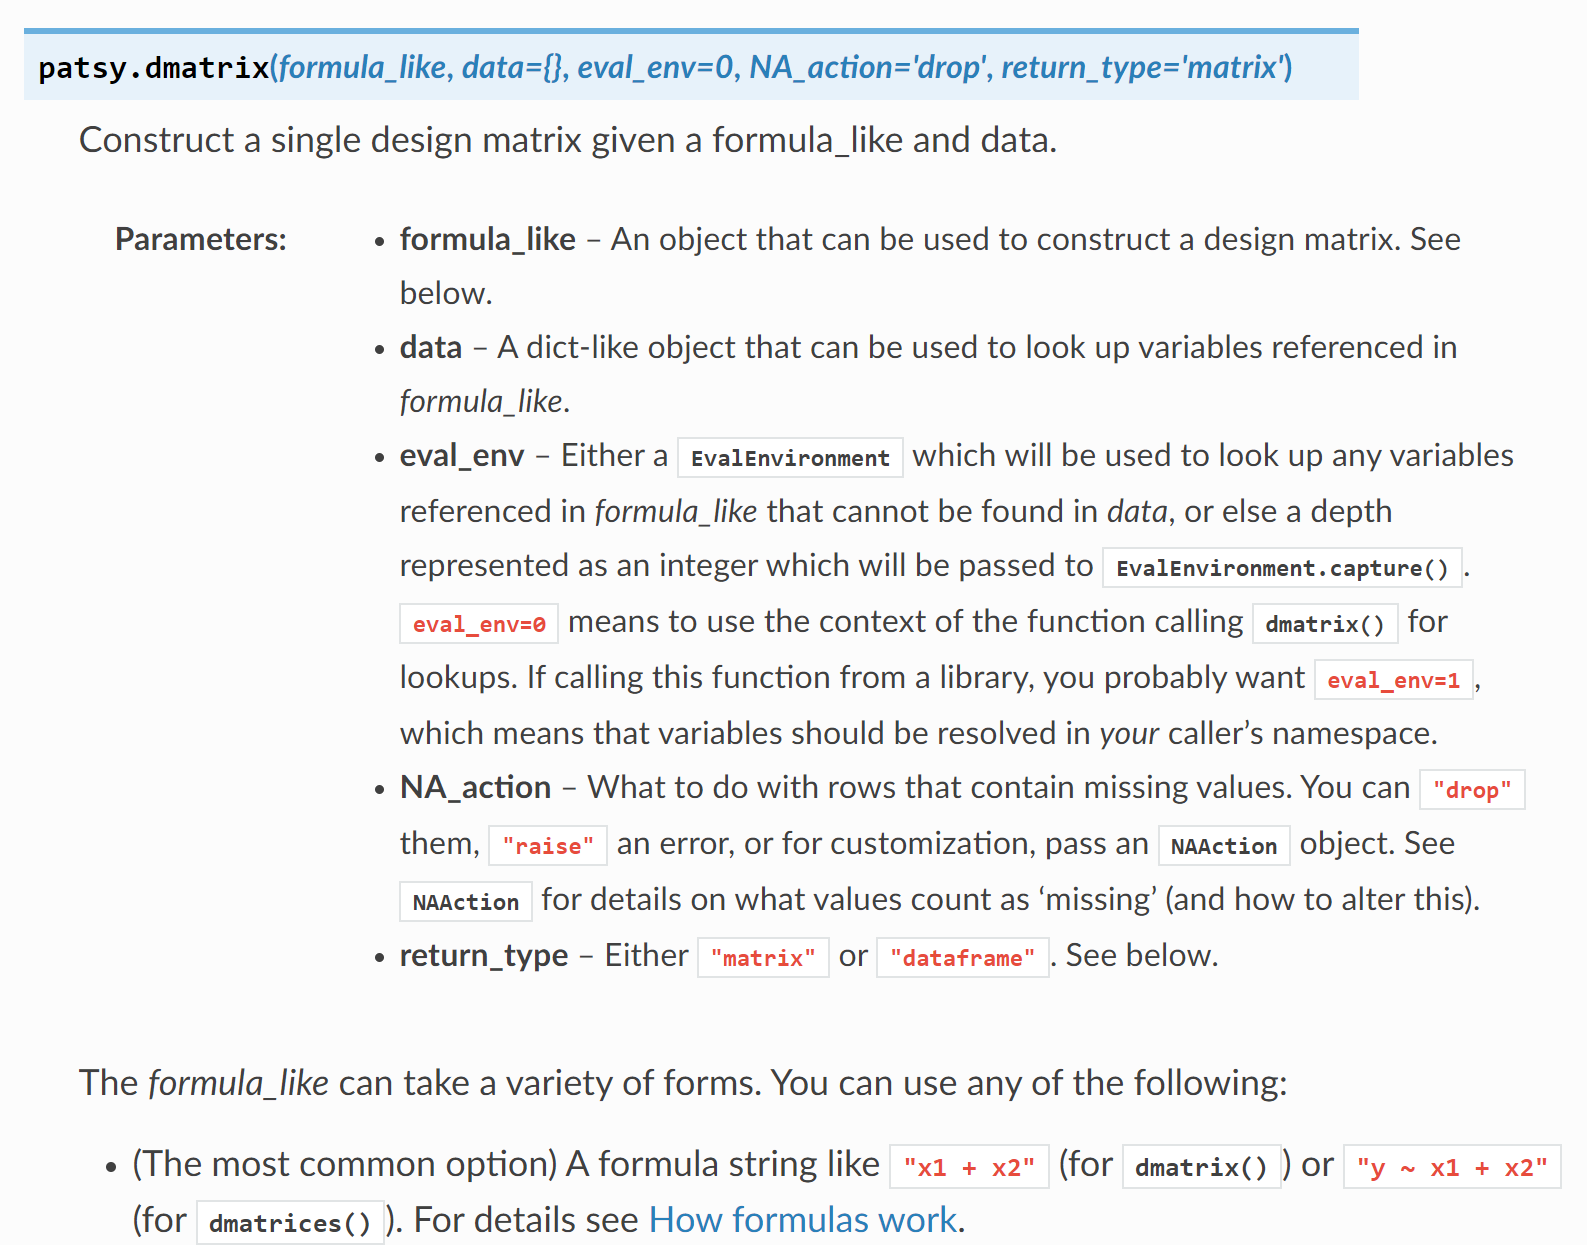 patsy.dmatrix(formula_like, data={}, eval_env=0, NA_action='drop', return_type='matrix')
Construct a single design matrix given a formula_like and data.
Parameters:
• formula_like – An object that can be used to construct a design matrix. See
below.
• data – A dict-like object that can be used to look up variables referenced in
formula_like.
• eval_env – Either a EvalEnvironment which will be used to look up any variables
referenced in formula_like that cannot be found in data, or else a depth
represented as an integer which will be passed to EvalEnvironment.capture() .
eval_env=0 means to use the context of the function calling dmatrix() for
lookups. If calling this function from a library, you probably want eval_env=1 ,
which means that variables should be resolved in your caller’s namespace.
• NA_action – What to do with rows that contain missing values. You can "drop"
them, "raise" an error, or for customization, pass an NAAction object. See
NAAction for details on what values count as ‘missing’ (and how to alter this).
• return_type – Either "matrix" or "dataframe" . See below.
The formula_like can take a variety of forms. You can use any of the following:
• (The most common option) A formula string like "x1 + x2" (for dmatrix() ) or "y ~ x1 + x2"
(for dmatrices() ). For details see How formulas work.